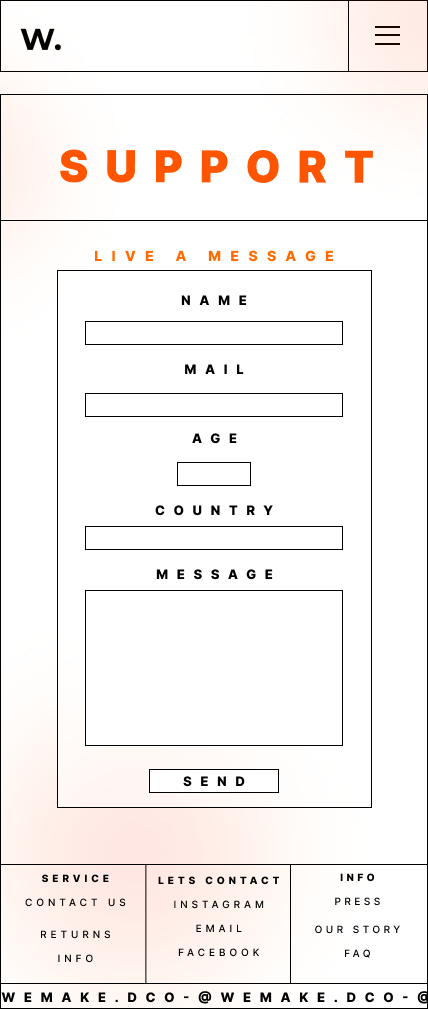 W.
SUPPORT
LIVE A MESSAGE
NAME
MAIL
AGE
COUNTRY
MESSAGE
SEND
SERVICE
CONTACT US
RETURNS
INFO
LETS CONTACT
INSTAGRAM
EMAIL
FACEBOOK
INFO
PRESS
OUR STORY
FAQ
WEMAKE.DCO-@WEMAKE.DCO-@